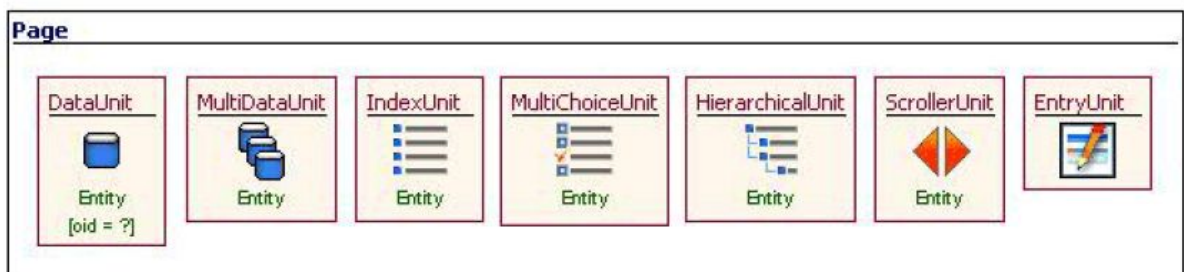 Page
DataUnit MultiDataUnit IndexUnit MultiChoiceUnit HierarchicalUnit ScrollerUnit EntryUnit
Entity Entity Entity Entity Entity Entity
[oid = ?]